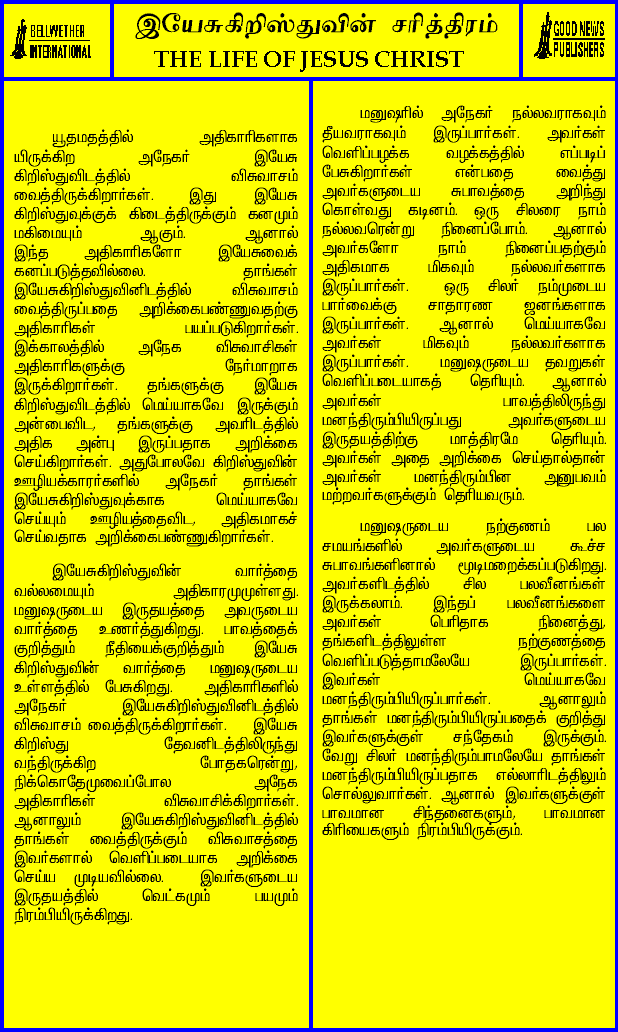 BELLWETHER
INTERNATIONAL
இயேசுகிறிஸ்துவின் சரித்திரம்
THE LIFE OF JESUS CHRIST
GOOD NEWS
PUBLISHERS
யூதமதத்தில் அதிகாரிகளாக
யிருக்கிற அநேகர் இயேசு
கிறிஸ்துவிடத்தில் விசுவாசம்
வைத்திருக்கிறார்கள். இது இயேசு
கிறிஸ்துவுக்குக் கிடைத்திருக்கும் கனமும்
மகிமையும் ஆகும். ஆனால்
இந்த அதிகாரிகளோ இயேசுவைக்
கனப்படுத்தவில்லை. தாங்கள்
இயேசுகிறிஸ்துவினிடத்தில் விசுவாசம்
வைத்திருப்பதை அறிக்கைபண்ணுவதற்கு
அதிகாரிகள் பயப்படுகிறார்கள்.
இக்காலத்தில் அநேக விசுவாசிகள்
அதிகாரிகளுக்கு நேர்மாறாக
இருக்கிறார்கள். தங்களுக்கு இயேசு
கிறிஸ்துவிடத்தில் மெய்யாகவே இருக்கும்
அன்பைவிட, தங்களுக்கு அவரிடத்தில்
அதிக அன்பு இருப்பதாக அறிக்கை
செய்கிறார்கள். அதுபோலவே கிறிஸ்துவின்
ஊழியக்காரர்களில் அநேகர் தாங்கள்
இயேசுகிறிஸ்துவுக்காக மெய்யாகவே
செய்யும் ஊழியத்தைவிட, அதிகமாகச்
செய்வதாக அறிக்கைபண்ணுகிறார்கள்.
இயேசுகிறிஸ்துவின் வார்த்தை
வல்லமையும் அதிகாரமுமுள்ளது.
மனுஷருடைய இருதயத்தை அவருடைய
வார்த்தை உணர்த்துகிறது. பாவத்தைக்
குறித்தும் நீதியைக்குறித்தும் இயேசு
கிறிஸ்துவின் வார்த்தை மனுஷருடைய
உள்ளத்தில் பேசுகிறது. அதிகாரிகளில்
அநேகர் இயேசுகிறிஸ்துவினிடத்தில்
விசுவாசம் வைத்திருக்கிறார்கள். இயேசு
கிறிஸ்து தேவனிடத்திலிருந்து
வந்திருக்கிற போதகரென்று,
நிக்கொதேமுவைப்போல அநேக
அதிகாரிகள் விசுவாசிக்கிறார்கள்.
ஆனாலும் இயேசுகிறிஸ்துவினிடத்தில்
தாங்கள் வைத்திருக்கும் விசுவாசத்தை
இவர்களால் வெளிப்படையாக அறிக்கை
செய்ய முடியவில்லை. இவர்களுடைய
இருதயத்தில் வெட்கமும் பயமும்
நிரம்பியிருக்கிறது.
மனுஷரில் அநேகர் நல்லவராகவும்
தீயவராகவும் இருப்பார்கள். அவர்கள்
வெளிப்பழக்க வழக்கத்தில் எப்படிப்
பேசுகிறார்கள் என்பதை வைத்து
அவர்களுடைய சுபாவத்தை அறிந்து
கொள்வது கடினம். ஒரு சிலரை நாம்
நல்லவரென்று நினைப்போம். ஆனால்
அவர்களோ நாம் நினைப்பதற்கும்
அதிகமாக மிகவும் நல்லவர்களாக
இருப்பார்கள். ஒரு சிலர் நம்முடைய
பார்வைக்கு சாதாரண ஜனங்களாக
இருப்பார்கள். ஆனால் மெய்யாகவே
அவர்கள் மிகவும் நல்லவர்களாக
இருப்பார்கள். மனுஷருடைய தவறுகள்
வெளிப்படையாகத் தெரியும். ஆனால்
அவர்கள் பாவத்திலிருந்து
மனந்திரும்பியிருப்பது அவர்களுடைய
இருதயத்திற்கு மாத்திரமே தெரியும்.
அவர்கள் அதை அறிக்கை செய்தால்தான்
அவர்கள் மனந்திரும்பின அனுபவம்
மற்றவர்களுக்கும் தெரியவரும்.
மனுஷருடைய நற்குணம் பல
சமயங்களில் அவர்களுடைய கூச்ச
சுபாவங்களினால் மூடிமறைக்கப்படுகிறது.
அவர்களிடத்தில் சில பலவீனங்கள்
இருக்கலாம். இந்தப் பலவீனங்களை
அவர்கள் பெரிதாக நினைத்து,
தங்களிடத்திலுள்ள நற்குணத்தை
வெளிப்படுத்தாமலேயே இருப்பார்கள்.
இவர்கள் மெய்யாகவே
மனந்திரும்பியிருப்பார்கள். ஆனாலும்
தாங்கள் மனந்திரும்பியிருப்பதைக் குறித்து
இவர்களுக்குள் சந்தேகம் இருக்கும்.
வேறு சிலர் மனந்திரும்பாமலேயே தாங்கள்
மனந்திரும்பியிருப்பதாக எல்லாரிடத்திலும்
சொல்லுவார்கள். ஆனால் இவர்களுக்குள்
பாவமான சிந்தனைகளும், பாவமான
கிரியைகளும் நிரம்பியிருக்கும்.